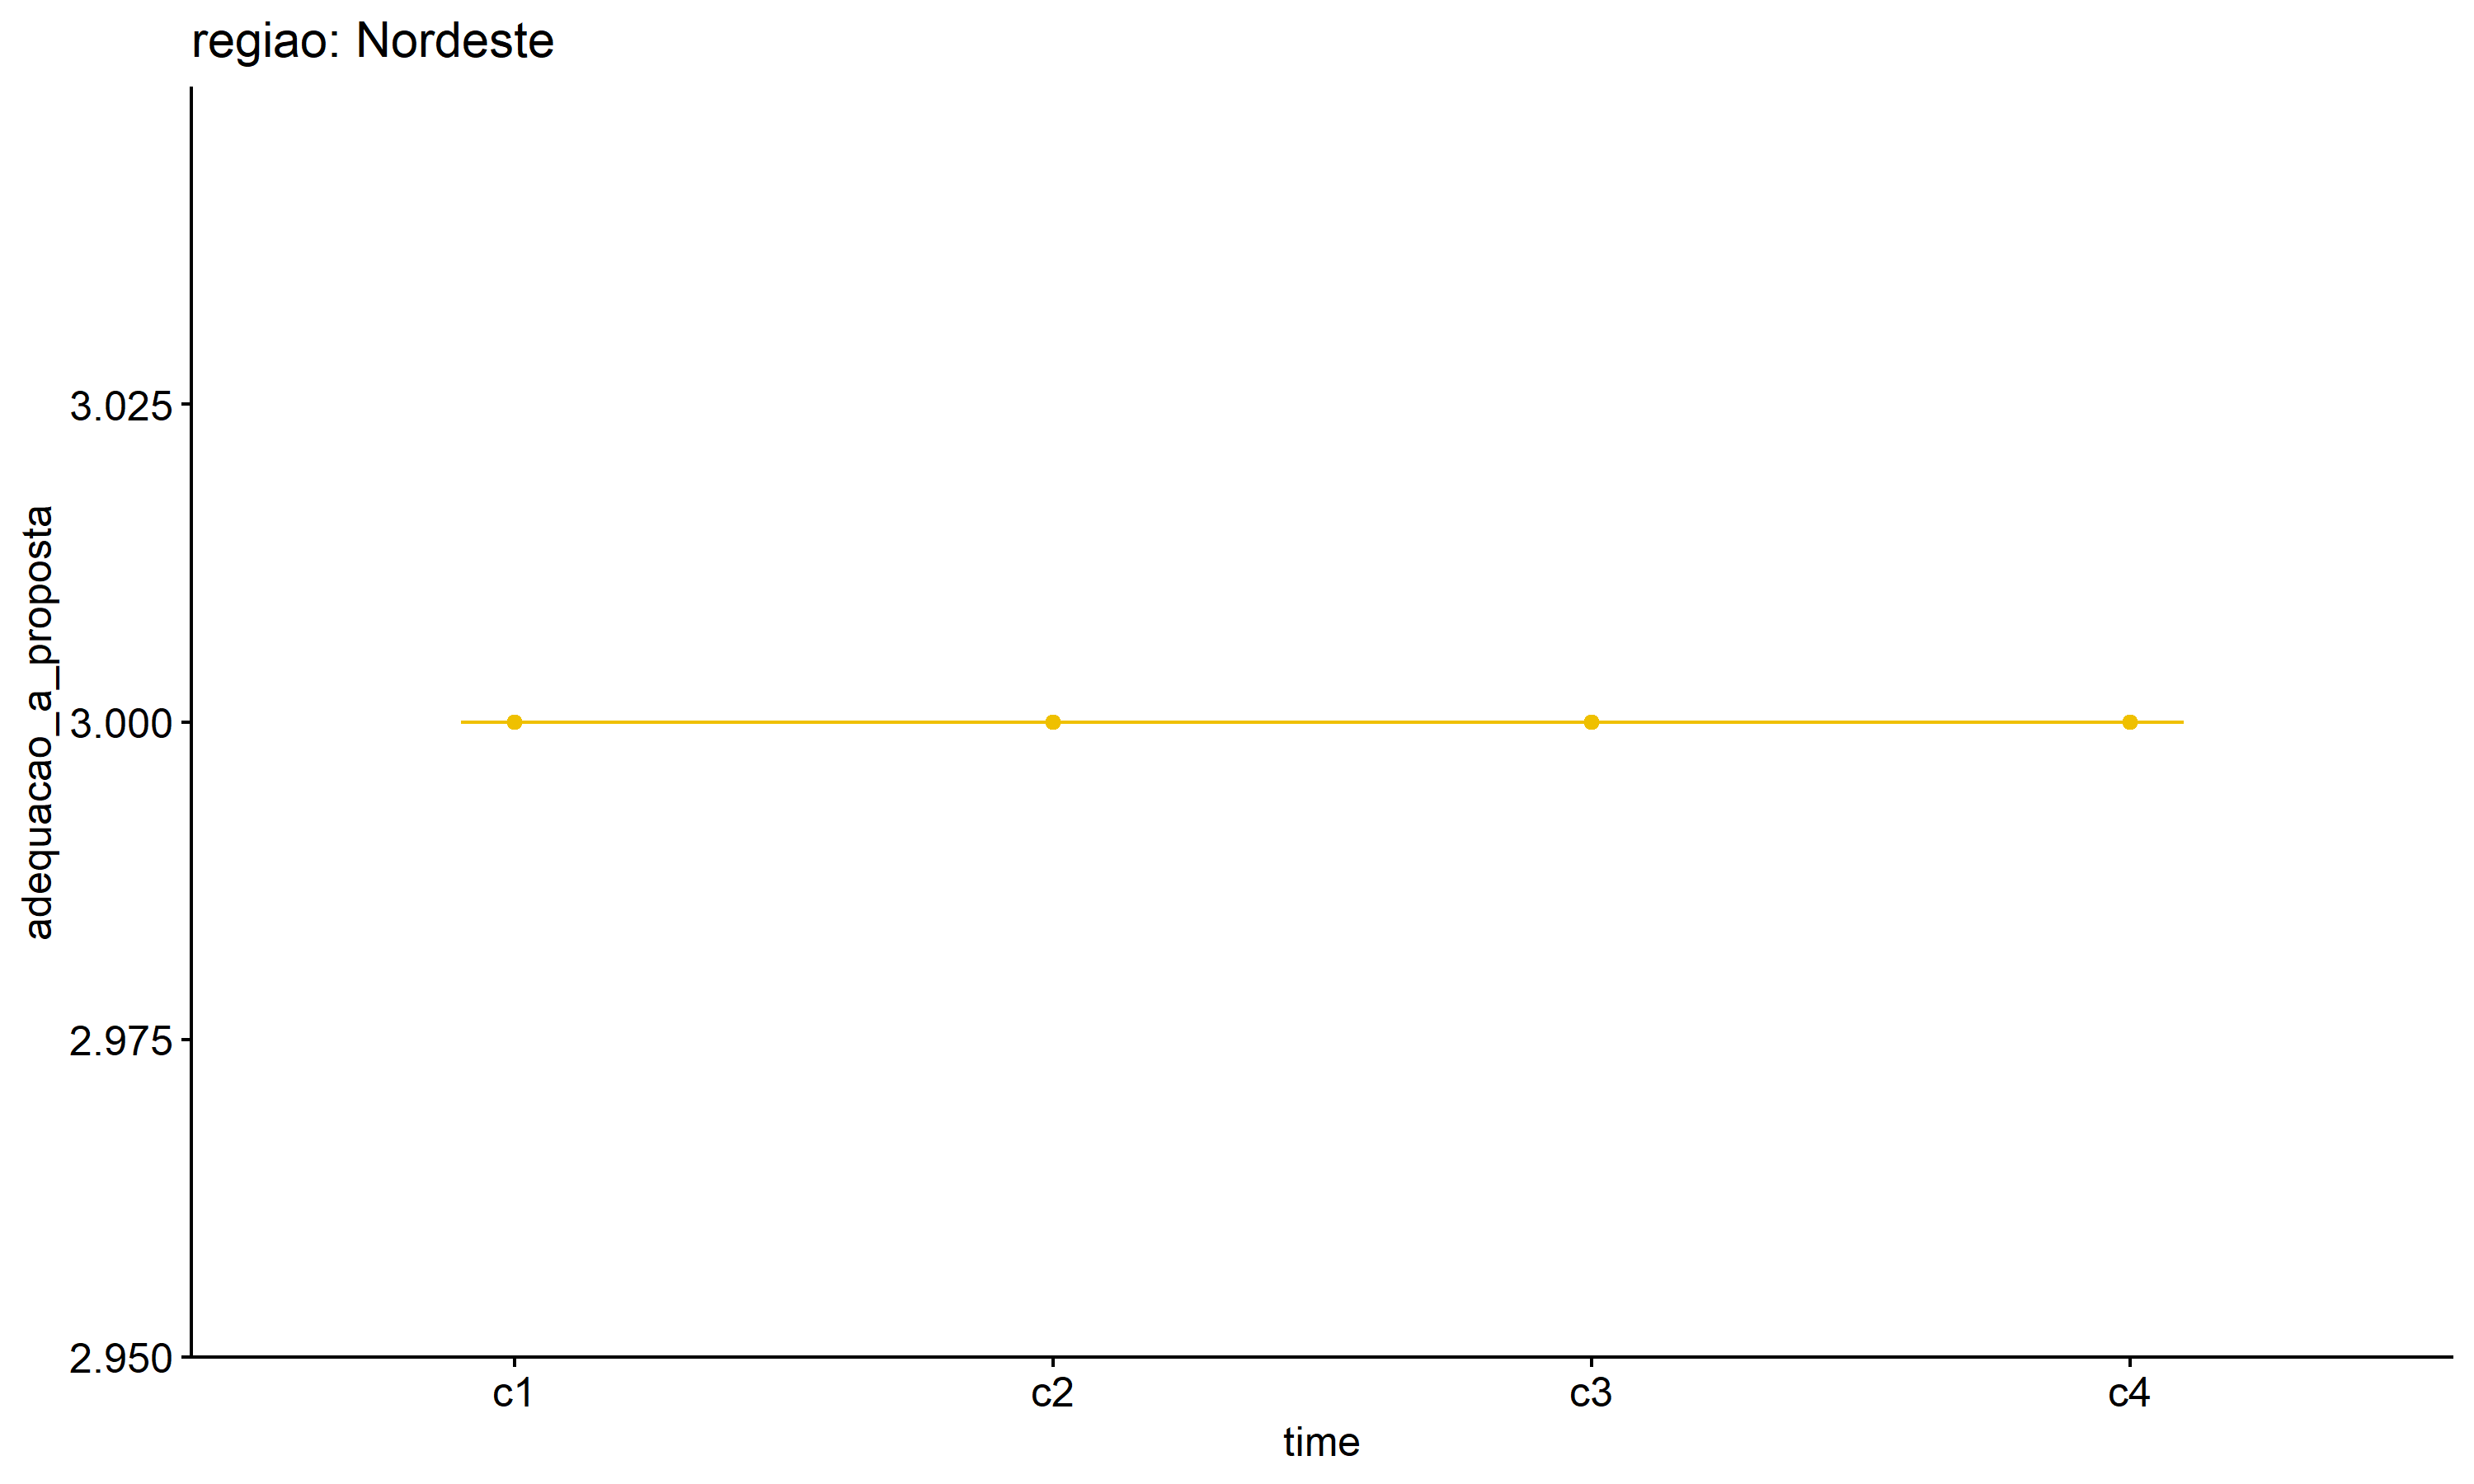 regiao: Nordeste
adequacao_a_proposta
3.025
3.000
2.975
2.950
c1 c2 c3 c4
time